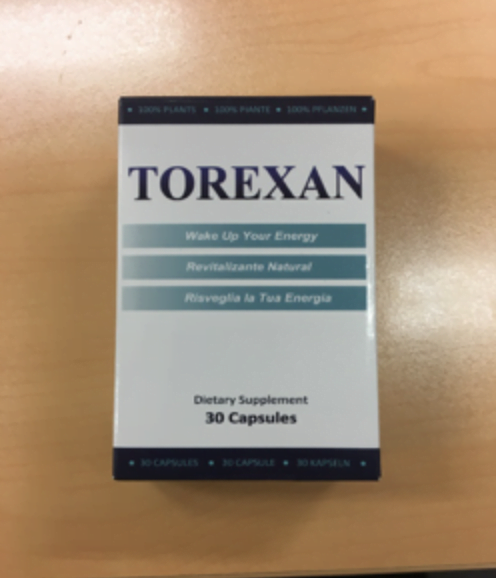 • 100% PLANTS • 100% PIANTE • 100% PFLANZEN •
TOREXAN
Wake Up Your Energy
Revitalizante Natural
Risveglia la Tua Energia
Dietary Supplement
30 Capsules
• 30 CAPSULES • 30 CAPSULE • 30 KAPSELN •